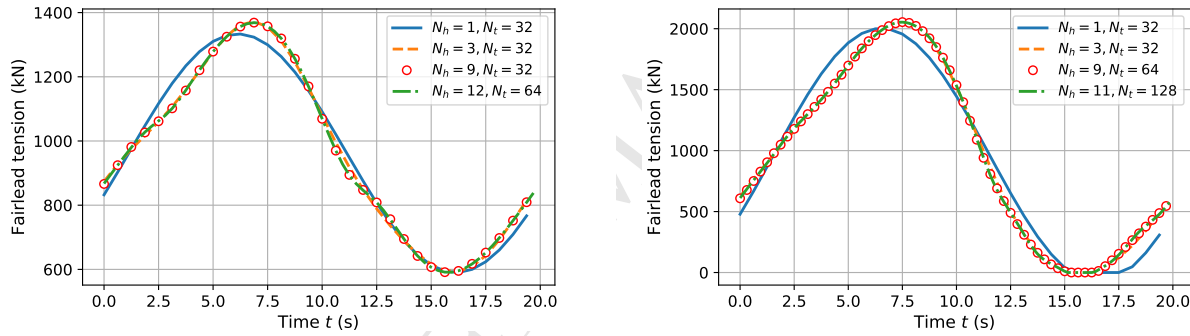 1400
1200
1000
800
600
Fairlead tension (kN)
0.0 2.5 5.0 7.5 10.0 12.5 15.0 17.5 20.0
Time t (s)
N_h = 1, N_t = 32
N_h = 3, N_t = 32
N_h = 9, N_t = 32
N_h = 12, N_t = 64
2000
1500
1000
500
0
Fairlead tension (kN)
0.0 2.5 5.0 7.5 10.0 12.5 15.0 17.5 20.0
Time t (s)
N_h = 1, N_t = 32
N_h = 3, N_t = 32
N_h = 9, N_t = 64
N_h = 11, N_t = 128